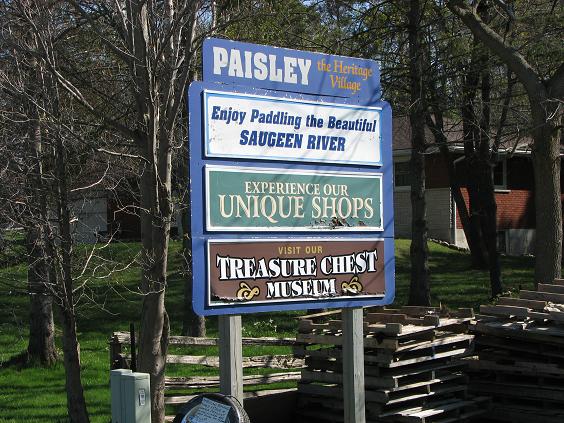 PAISLEY the Heritage
Village
Enjoy Paddling the Beautiful
SAUGEEN RIVER
EXPERIENCE OUR
UNIQUE SHOPS
VISIT OUR
TREASURE CHEST
MUSEUM